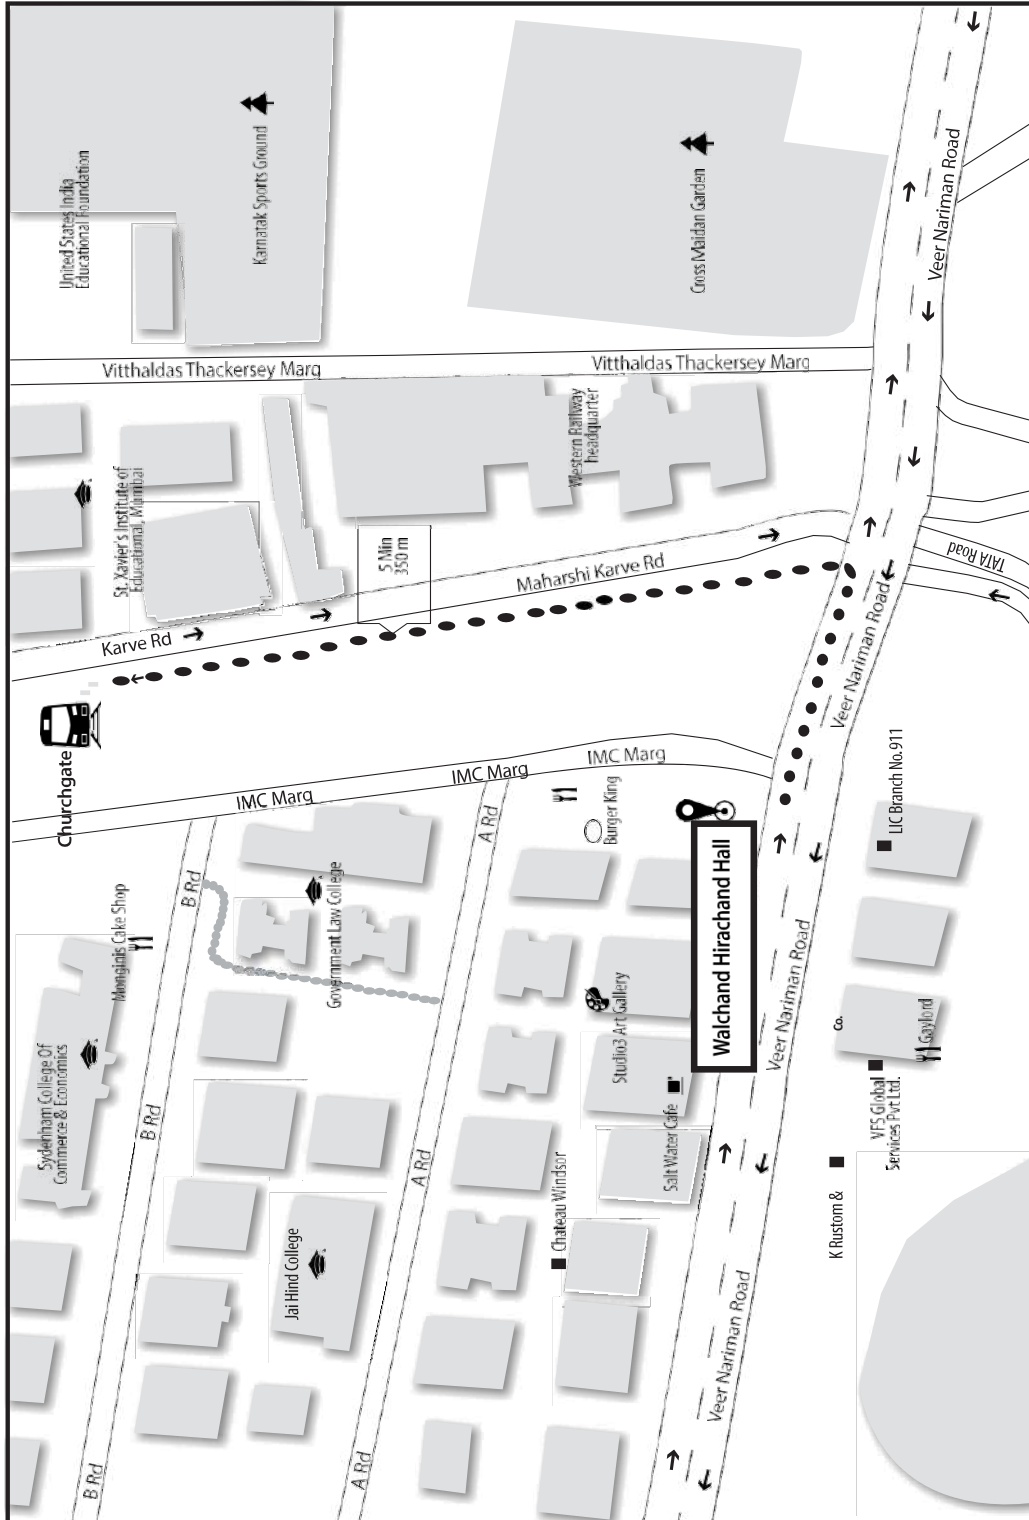 United States India
Educational Foundation
Karnatak Sports Ground
Cross Maidan Garden
Veer Nariman Road
Vitthaldas Thackersey Marg
Vitthaldas Thackersey Marg
St. Xavier's Institute of
Educational, Mumbai
Western Railway
headquarter
5 Min
350 m
Maharshi Karve Rd
Karve Rd
TATA Road
Veer Nariman Road
Churchgate
IMC Marg
IMC Marg
IMC Marg
A Rd
B Rd
Burger King
LIC Branch No.911
Monginis Cake Shop
Government Law College
Walchand Hirachand Hall
Veer Nariman Road
Studio3 Art Gallery
Co.
Gaylord
Sydenham College Of
Commerce & Economics
B Rd
A Rd
Salt Water Cafe
VFS Global
Services Pvt Ltd.
Chateau Windsor
K Rustom &
Jai Hind College
Veer Nariman Road
B Rd
A Rd